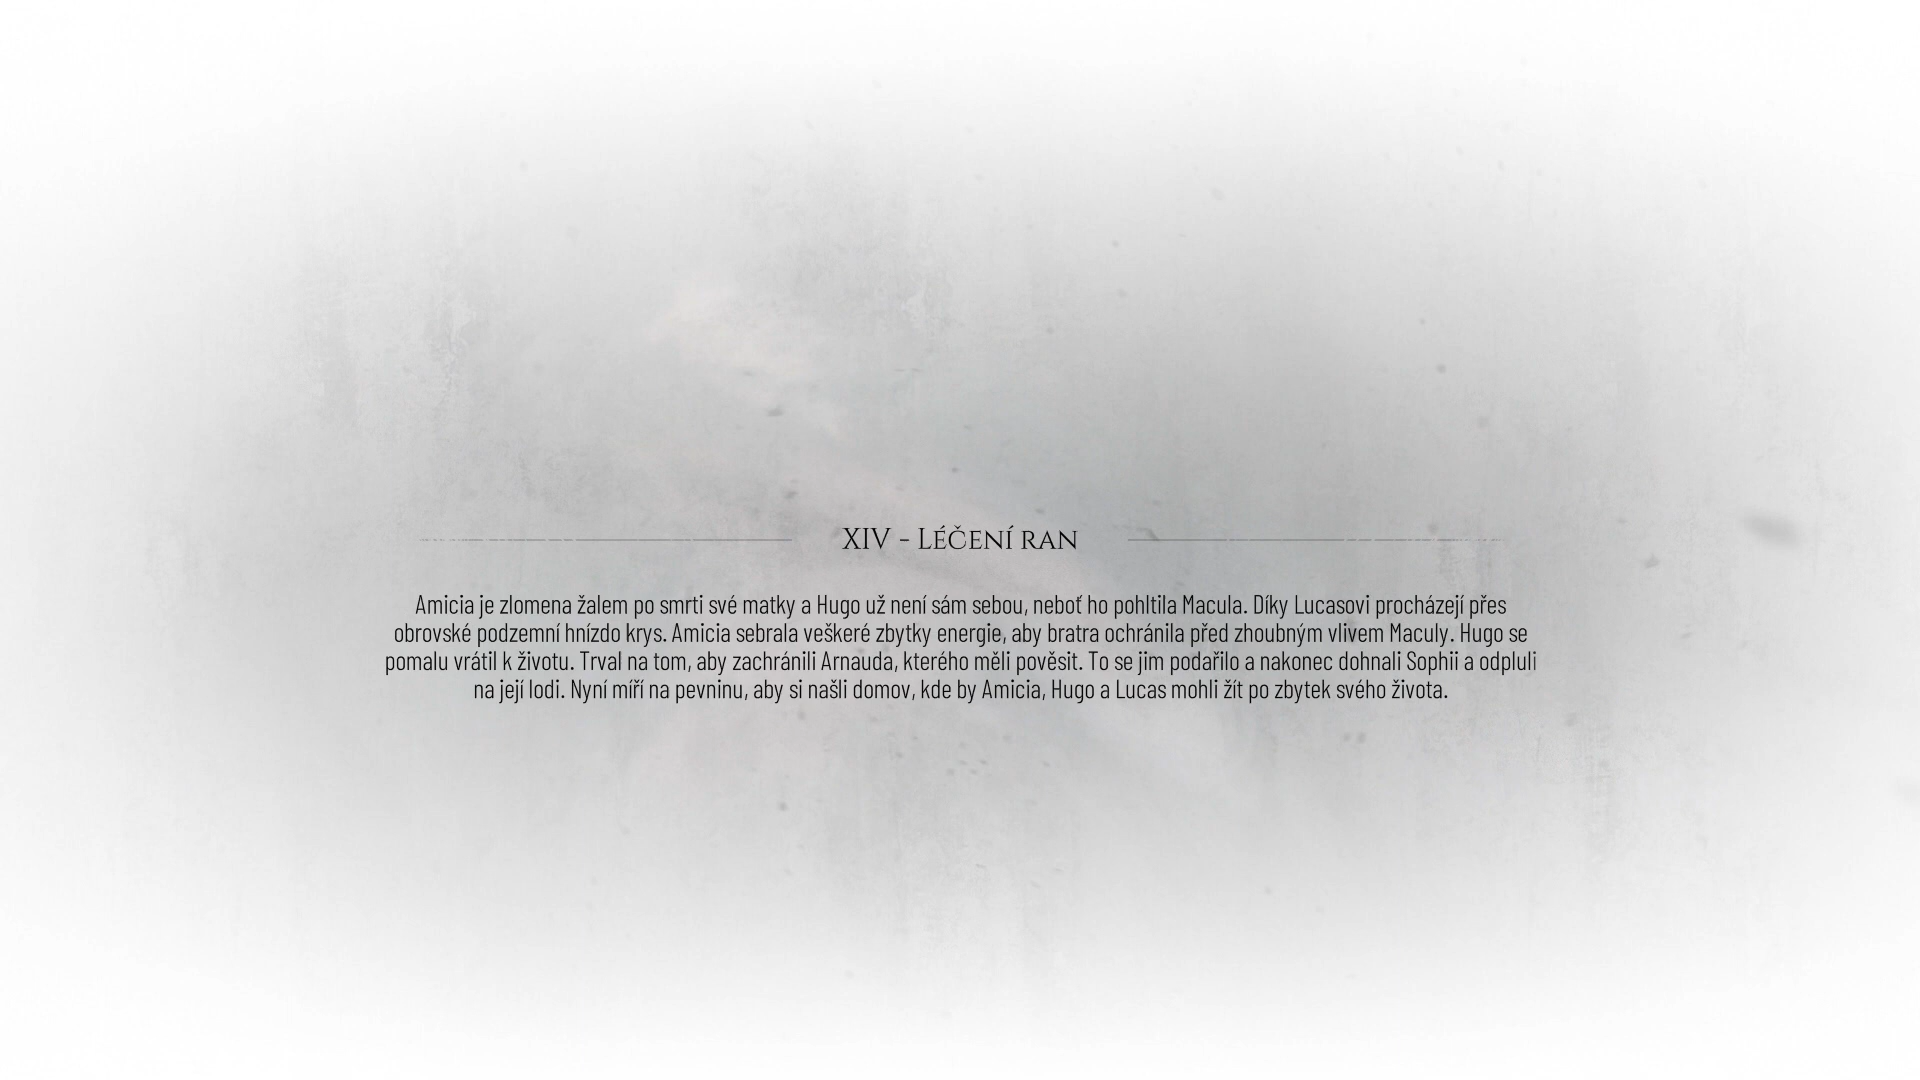 XIV - Léčení ran
Amicia je zlomena žalem po smrti své matky a Hugo už není sám sebou, neboť ho pohltila Macula. Díky Lucasovi procházejí přes
obrovské podzemní hnízdo krys. Amicia sebrala veškeré zbytky energie, aby bratra ochránila před zhoubným vlivem Maculy. Hugo se
pomalu vrátil k životu. Trval na tom, aby zachránili Arnauda, kterého měli pověsit. To se jim podařilo a nakonec dohnali Sophii a odpluli
na její lodi. Nyní míří na pevninu, aby si našli domov, kde by Amicia, Hugo a Lucas mohli žít po zbytek svého života.